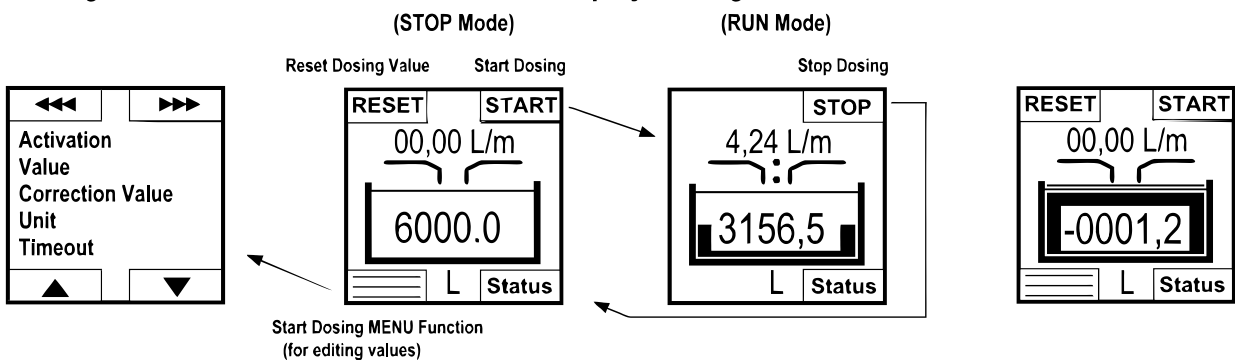 (STOP Mode)
(RUN Mode)
Reset Dosing Value
Start Dosing
Stop Dosing
Activation
Value
Correction Value
Unit
Timeout
RESET
START
00,00 L/m
6000.0
L
Status
STOP
4,24 L/m
3156,5
L
Status
RESET
START
00,00 L/m
-0001,2
L
Status
Start Dosing MENU Function
(for editing values)